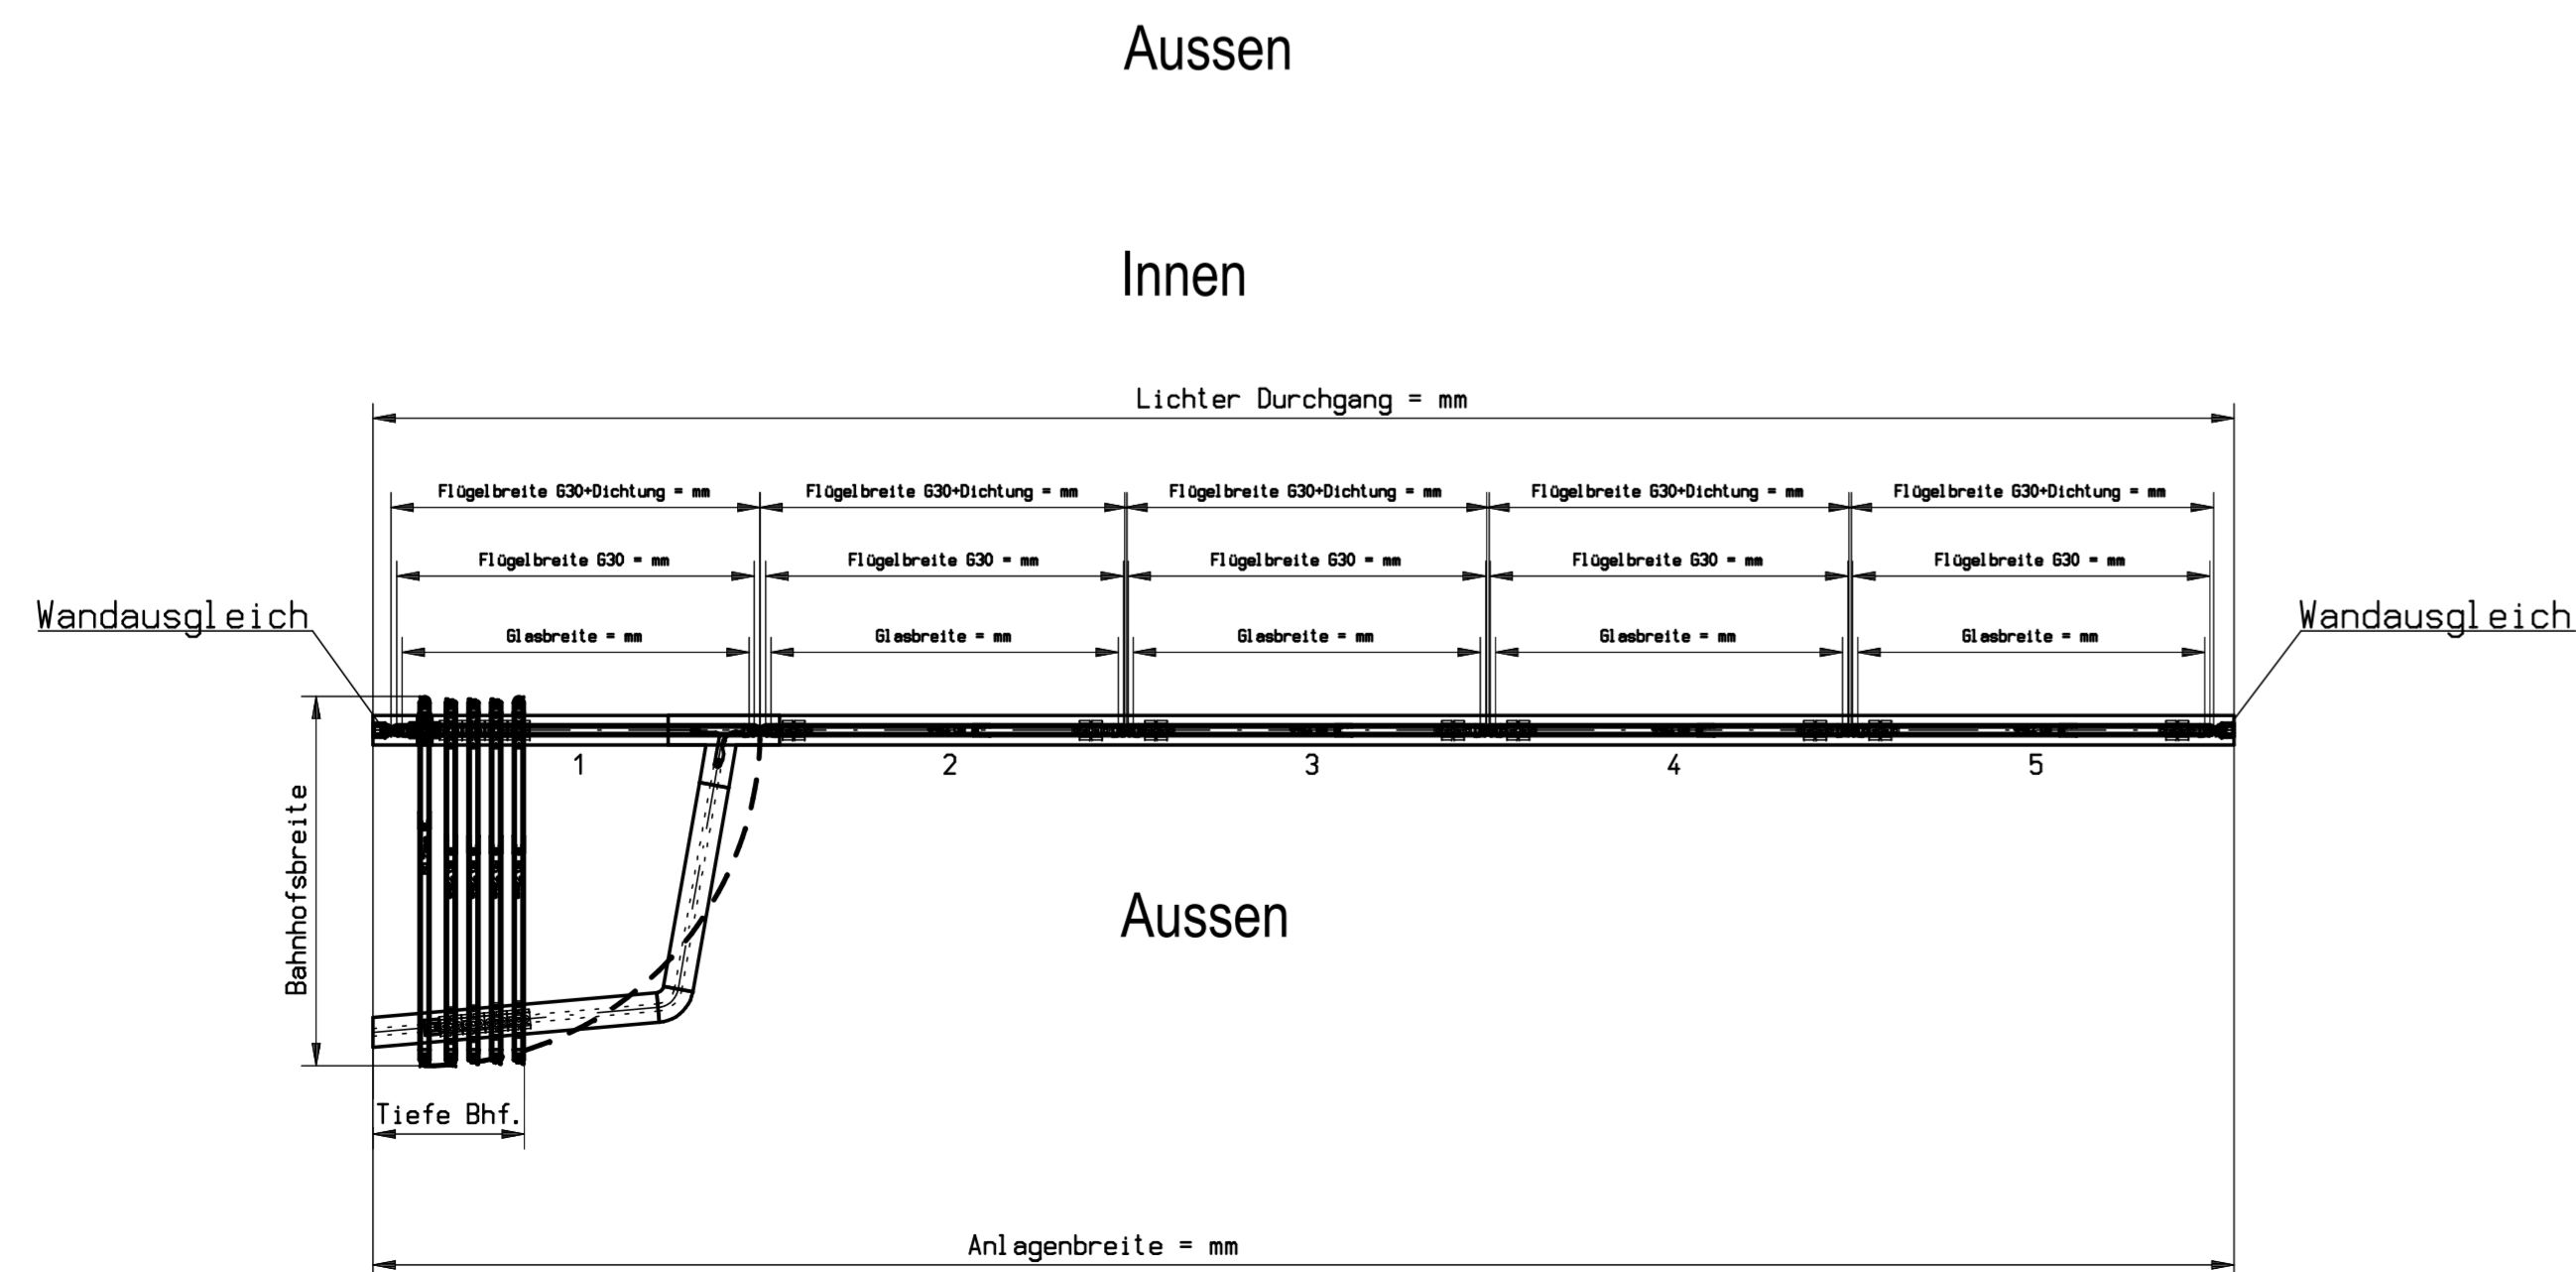 Aussen
Innen
Lichter Durchgang = mm
Flügelbreite G30+Dichtung = mm
Flügelbreite G30+Dichtung = mm
Flügelbreite G30+Dichtung = mm
Flügelbreite G30+Dichtung = mm
Flügelbreite G30+Dichtung = mm
Flügelbreite G30 = mm
Flügelbreite G30 = mm
Flügelbreite G30 = mm
Flügelbreite G30 = mm
Flügelbreite G30 = mm
Wandausgleich
Wandausgleich
Glasbreite = mm
Glasbreite = mm
Glasbreite = mm
Glasbreite = mm
Glasbreite = mm
1
2
3
4
5
Bahnhofsbreite
Aussen
Tiefe Bhf.
Anlagenbreite = mm